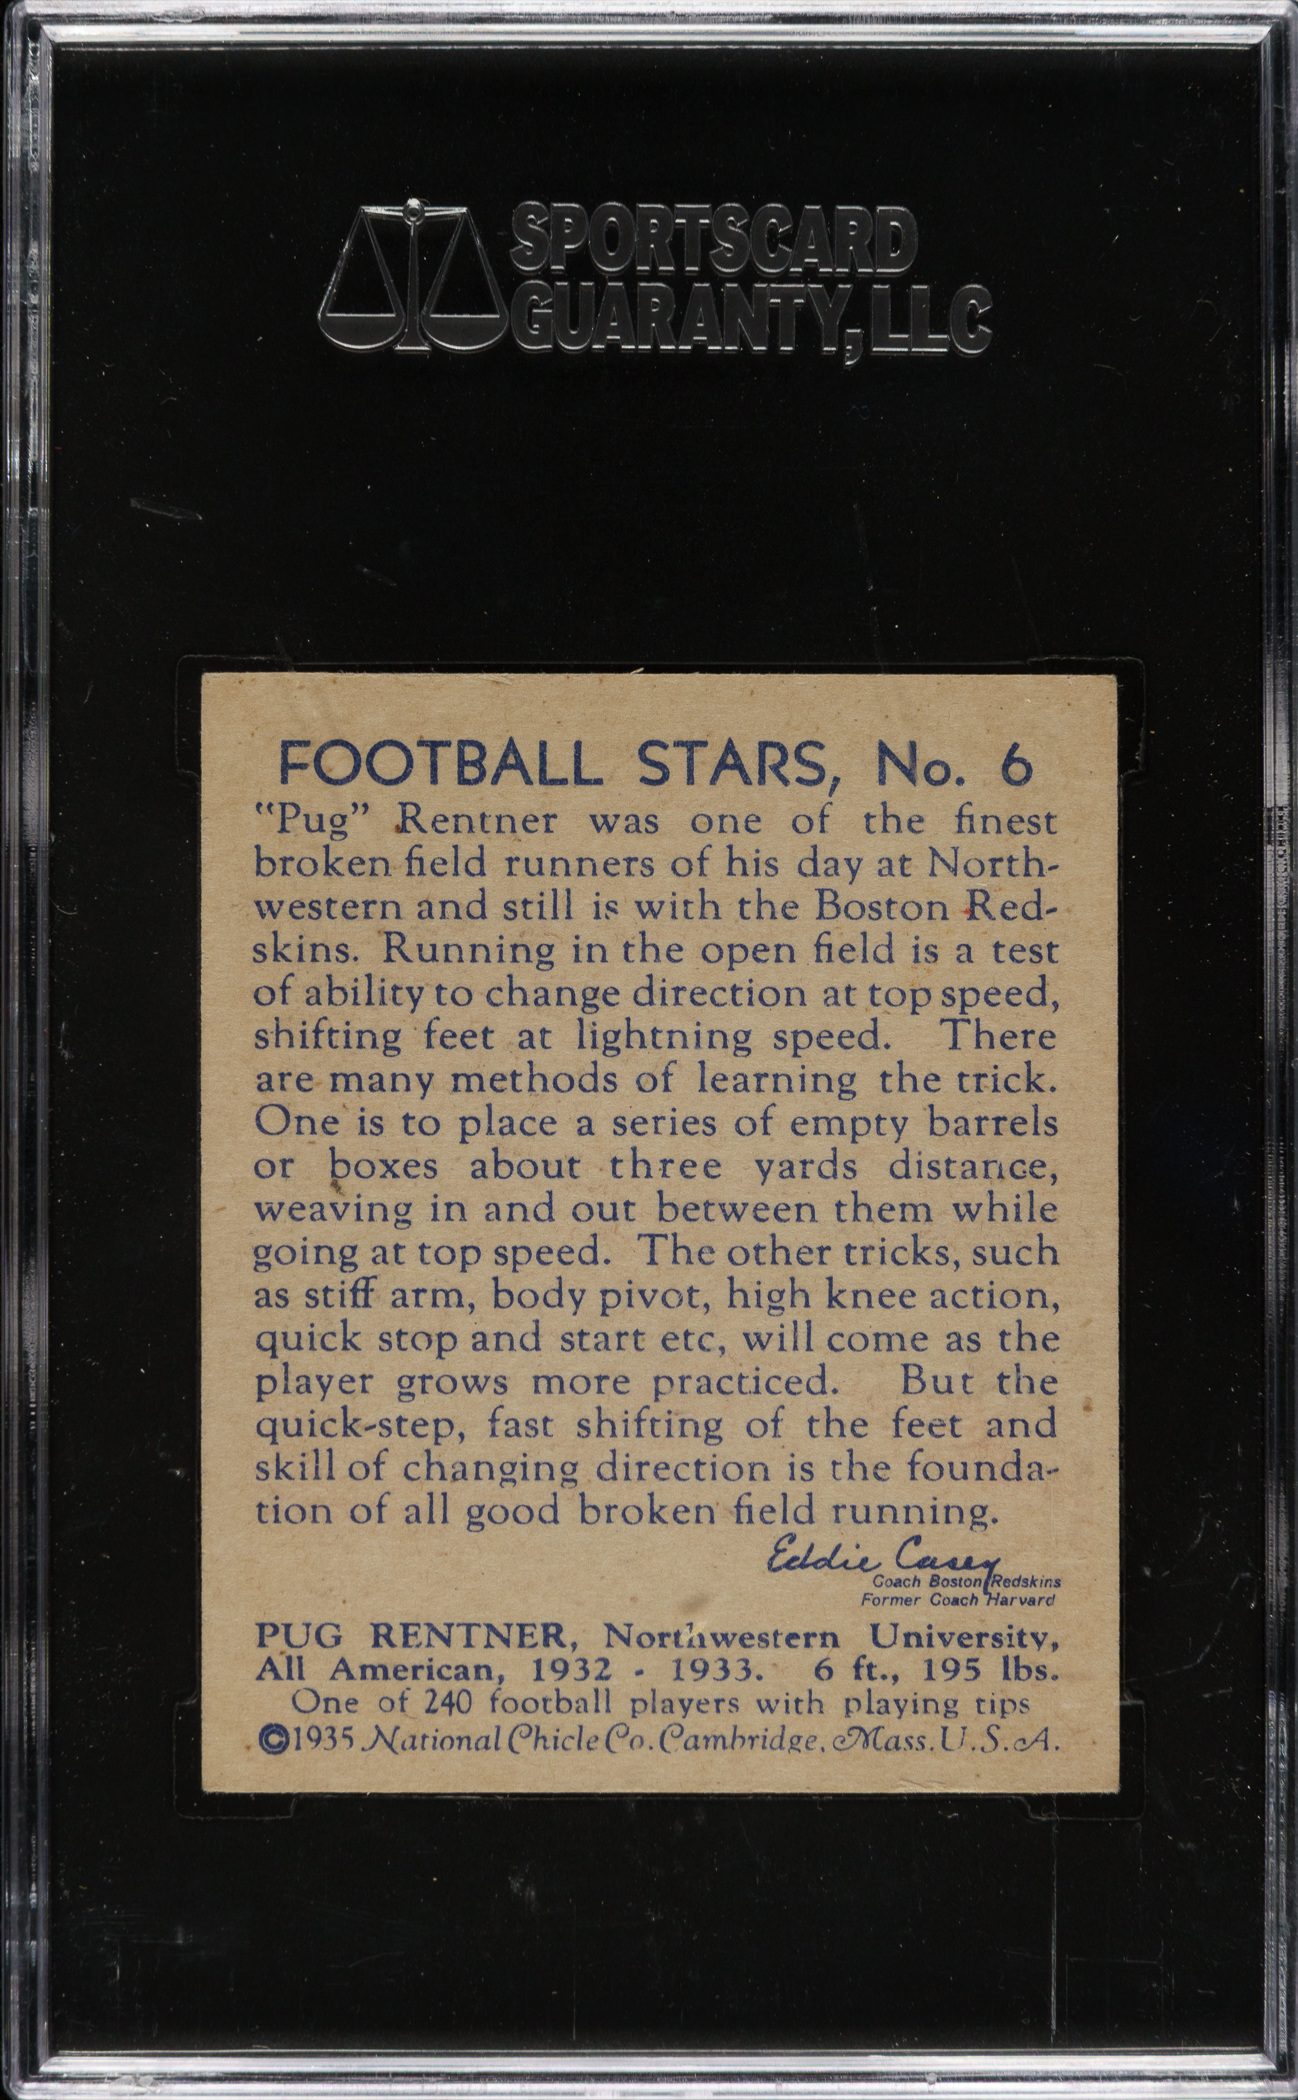 SPORTSCARD
GUARANTY, LLC
FOOTBALL STARS, No. 6
"Pug" Rentner was one of the finest
broken field runners of his day at North-
western and still is with the Boston Red-
skins. Running in the open field is a test
of ability to change direction at top speed,
shifting feet at lightning speed. There
are many methods of learning the trick.
One is to place a series of empty barrels
or boxes about three yards distance,
weaving in and out between them while
going at top speed. The other tricks, such
as stiff arm, body pivot, high knee action,
quick stop and start etc, will come as the
player grows more practiced. But the
quick-step, fast shifting of the feet and
skill of changing direction is the founda-
tion of all good broken field running.
Eddie Casey
Coach Boston Redskins
Former Coach Harvard
PUG RENTNER, Northwestern University,
All American, 1932 - 1933. 6 ft., 195 lbs.
One of 240 football players with playing tips
©1935 National Chicle Co. Cambridge, Mass. U.S.A.